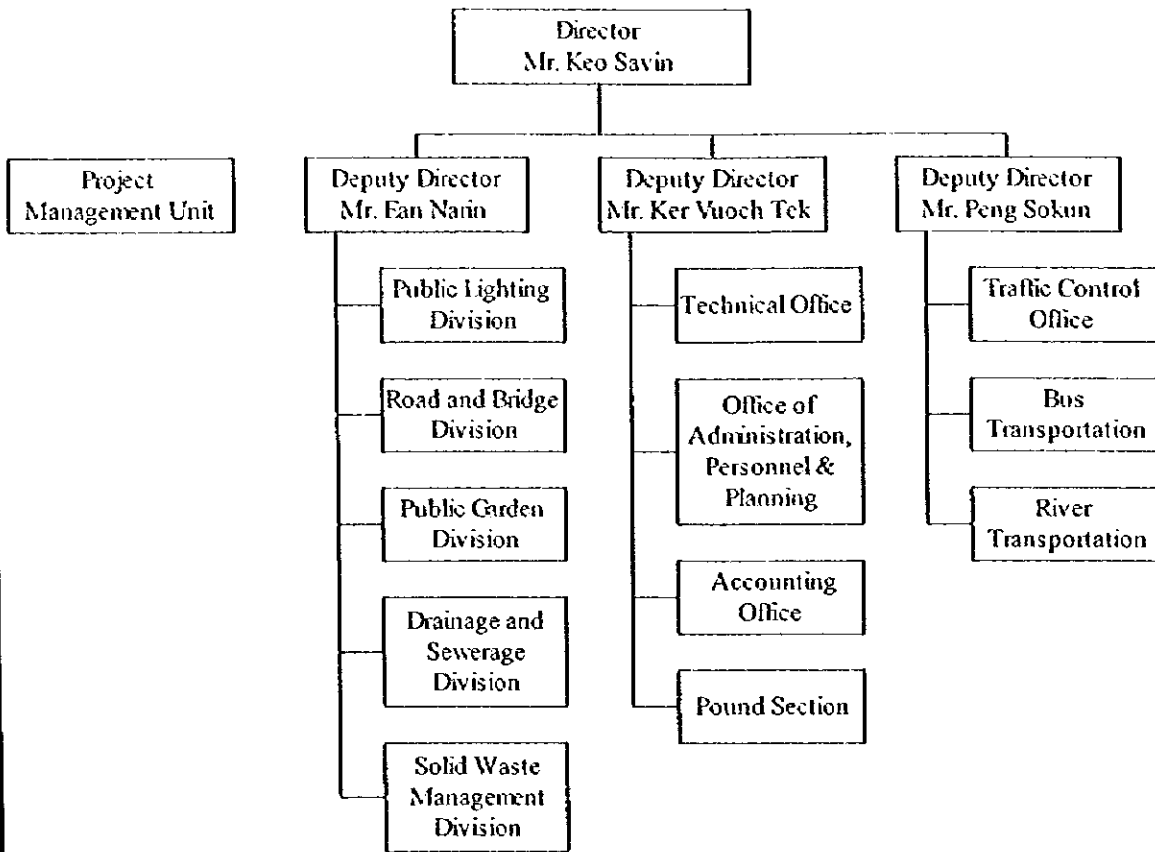 Director
Mr. Keo Savin
Project
Management Unit
Deputy Director
Mr. Ean Narin
Deputy Director
Mr. Ker Vuoch Tek
Deputy Director
Mr. Peng Sokun
Public Lighting
Division
Road and Bridge
Division
Public Garden
Division
Drainage and
Sewerage
Division
Solid Waste
Management
Division
Technical Office
Office of
Administration,
Personnel &
Planning
Accounting
Office
Pound Section
Traffic Control
Office
Bus
Transportation
River
Transportation